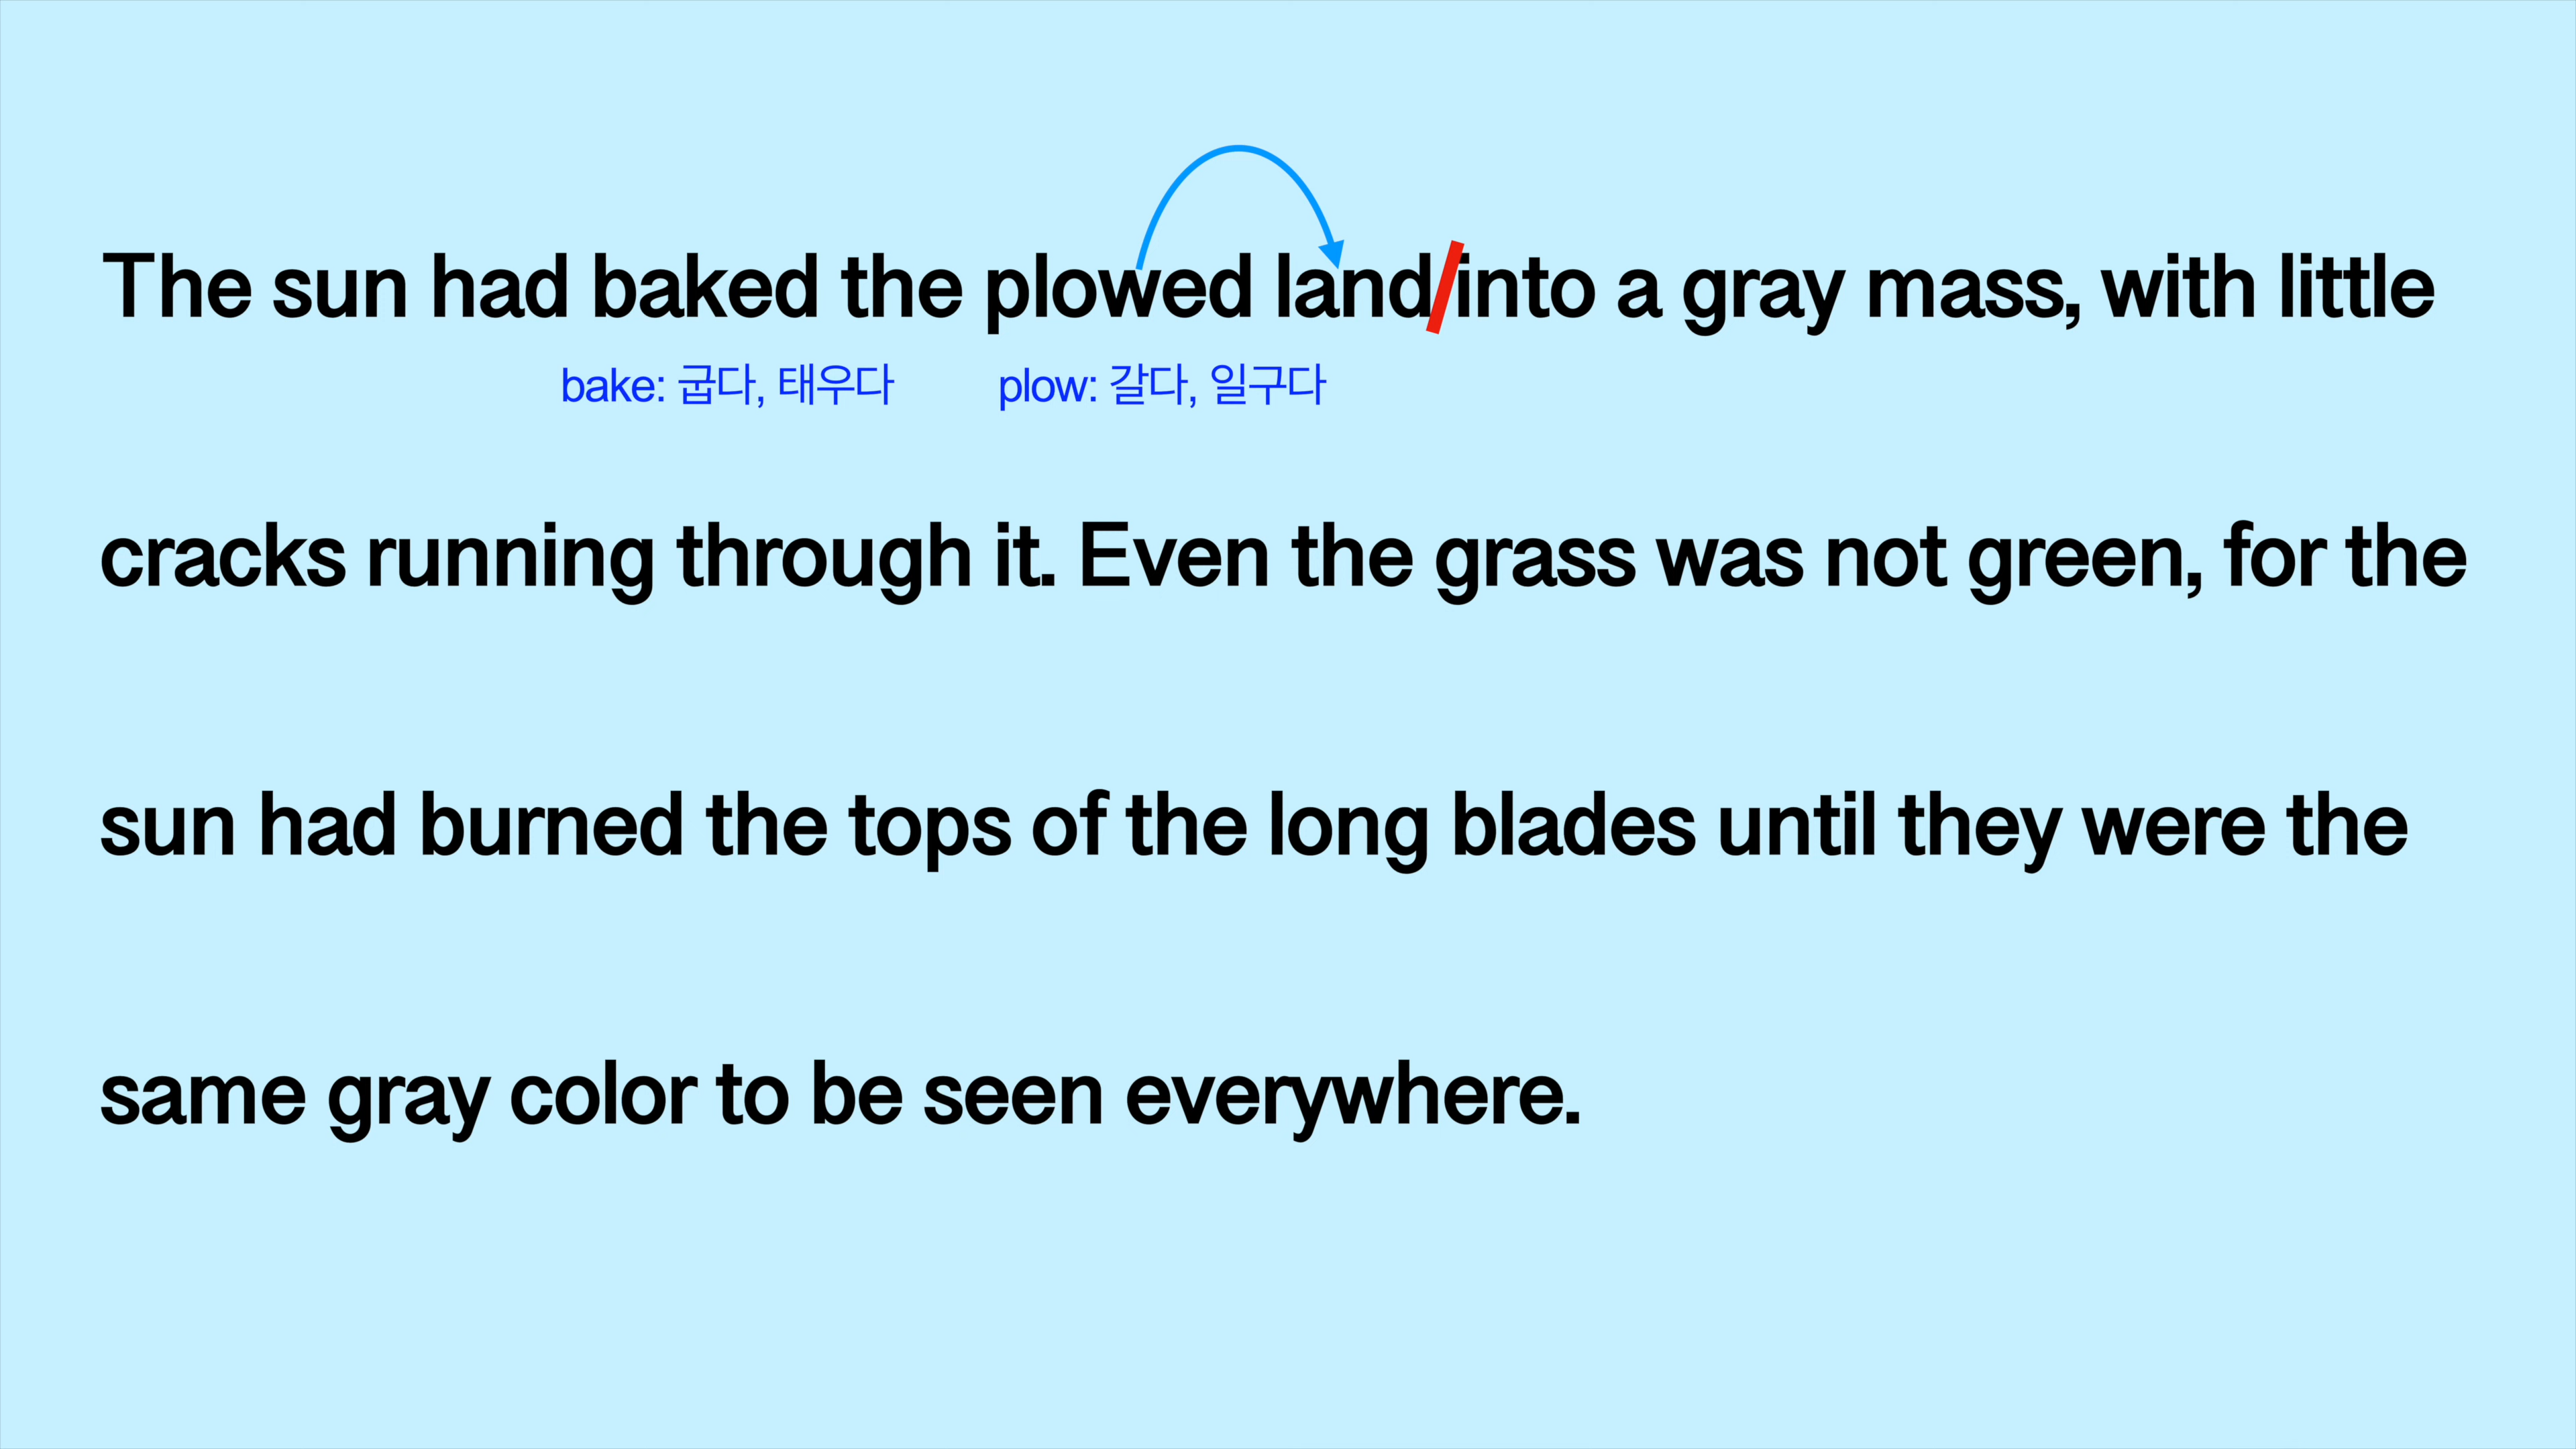 The sun had baked the plowed land/into a gray mass, with little
bake: 굽다, 태우다 plow: 갈다, 일구다
cracks running through it. Even the grass was not green, for the
sun had burned the tops of the long blades until they were the
same gray color to be seen everywhere.